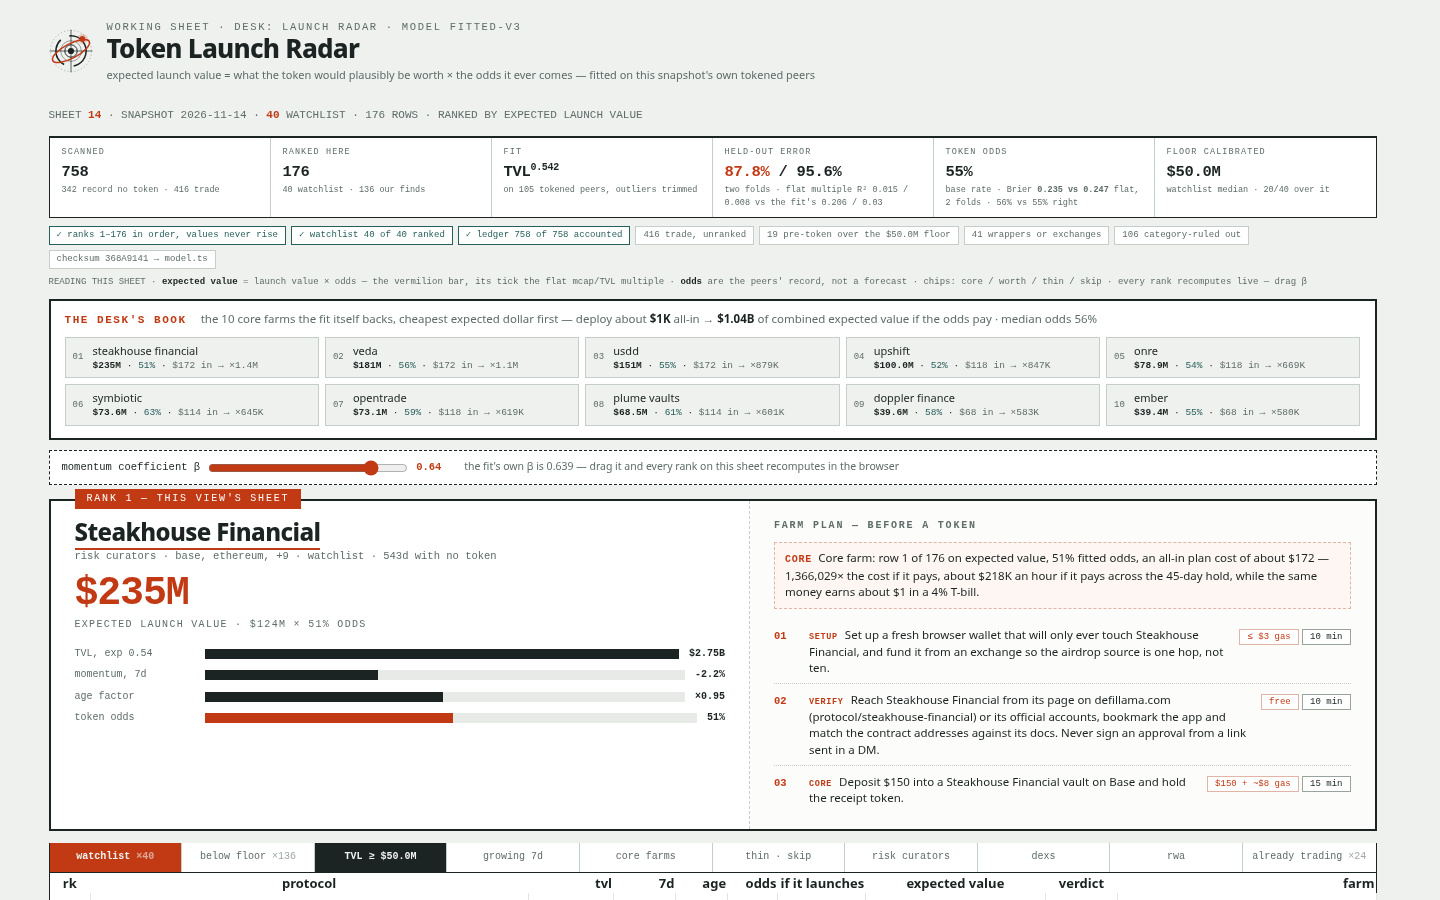 WORKING SHEET · DESK: LAUNCH RADAR · MODEL FITTED-V3
Token Launch Radar
expected launch value = what the token would plausibly be worth × the odds it ever comes — fitted on this snapshot's own tokened peers
SHEET 14 · SNAPSHOT 2026-11-14 · 40 WATCHLIST · 176 ROWS · RANKED BY EXPECTED LAUNCH VALUE
SCANNED
758
342 record no token · 416 trade
RANKED HERE
176
40 watchlist · 136 our finds
FIT
TVL0.542
on 105 tokened peers, outliers trimmed
HELD-OUT ERROR
87.8% / 95.6%
two folds · flat multiple R² 0.015 /
0.008 vs the fit's 0.206 / 0.03
TOKEN ODDS
55%
base rate · Brier 0.235 vs 0.247 flat,
2 folds · 56% vs 55% right
FLOOR CALIBRATED
$50.0M
watchlist median · 20/40 over it
✓ ranks 1–176 in order, values never rise
✓ watchlist 40 of 40 ranked
✓ ledger 758 of 758 accounted
416 trade, unranked
19 pre-token over the $50.0M floor
41 wrappers or exchanges
106 category-ruled out
checksum 368A9141 → model.ts
READING THIS SHEET · expected value = launch value × odds — the vermilion bar, its tick the flat mcap/TVL multiple · odds are the peers' record, not a forecast · chips: core / worth / thin / skip · every rank recomputes live — drag β
THE DESK'S BOOK the 10 core farms the fit itself backs, cheapest expected dollar first — deploy about $1K all-in → $1.04B of combined expected value if the odds pay · median odds 56%
01 steakhouse financial
$235M · 51% · $172 in → ×1.4M
02 veda
$181M · 56% · $172 in → ×1.1M
03 usdd
$151M · 55% · $172 in → ×879K
04 upshift
$100.0M · 52% · $118 in → ×847K
05 onre
$78.9M · 54% · $118 in → ×669K
06 symbiotic
$73.6M · 63% · $114 in → ×645K
07 opentrade
$73.1M · 59% · $118 in → ×619K
08 plume vaults
$68.5M · 61% · $114 in → ×601K
09 doppler finance
$39.6M · 58% · $68 in → ×583K
10 ember
$39.4M · 55% · $68 in → ×580K
momentum coefficient β 0.64 the fit's own β is 0.639 — drag it and every rank on this sheet recomputes in the browser
RANK 1 — THIS VIEW'S SHEET
Steakhouse Financial
risk curators · base, ethereum, +9 · watchlist · 543d with no token
$235M
EXPECTED LAUNCH VALUE · $124M × 51% ODDS
TVL, exp 0.54 $2.75B
momentum, 7d -2.2%
age factor ×0.95
token odds 51%
FARM PLAN — BEFORE A TOKEN
CORE Core farm: row 1 of 176 on expected value, 51% fitted odds, an all-in plan cost of about $172 —
1,366,029× the cost if it pays, about $218K an hour if it pays across the 45-day hold, while the same
money earns about $1 in a 4% T-bill.
01 SETUP Set up a fresh browser wallet that will only ever touch Steakhouse
Financial, and fund it from an exchange so the airdrop source is one hop, not
ten.
≤ $3 gas 10 min
02 VERIFY Reach Steakhouse Financial from its page on defillama.com
(protocol/steakhouse-financial) or its official accounts, bookmark the app and
match the contract addresses against its docs. Never sign an approval from a link
sent in a DM.
free 10 min
03 CORE Deposit $150 into a Steakhouse Financial vault on Base and hold
the receipt token.
$150 + ~$8 gas 15 min
watchlist ×40
below floor ×136
TVL ≥ $50.0M
growing 7d
core farms
thin · skip
risk curators
dexs
rwa
already trading ×24
rk protocol tvl 7d age odds if it launches expected value verdict farm